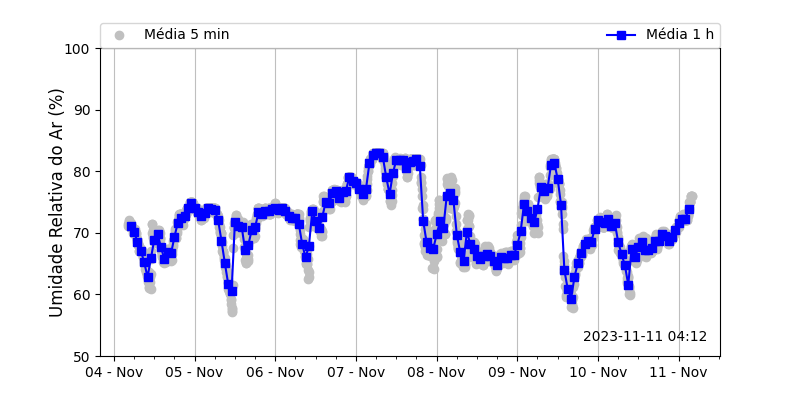 Média 5 min
Média 1 h
100
90
80
70
60
50
Umidade Relativa do Ar (%)
2023-11-11 04:12
04 - Nov
05 - Nov
06 - Nov
07 - Nov
08 - Nov
09 - Nov
10 - Nov
11 - Nov